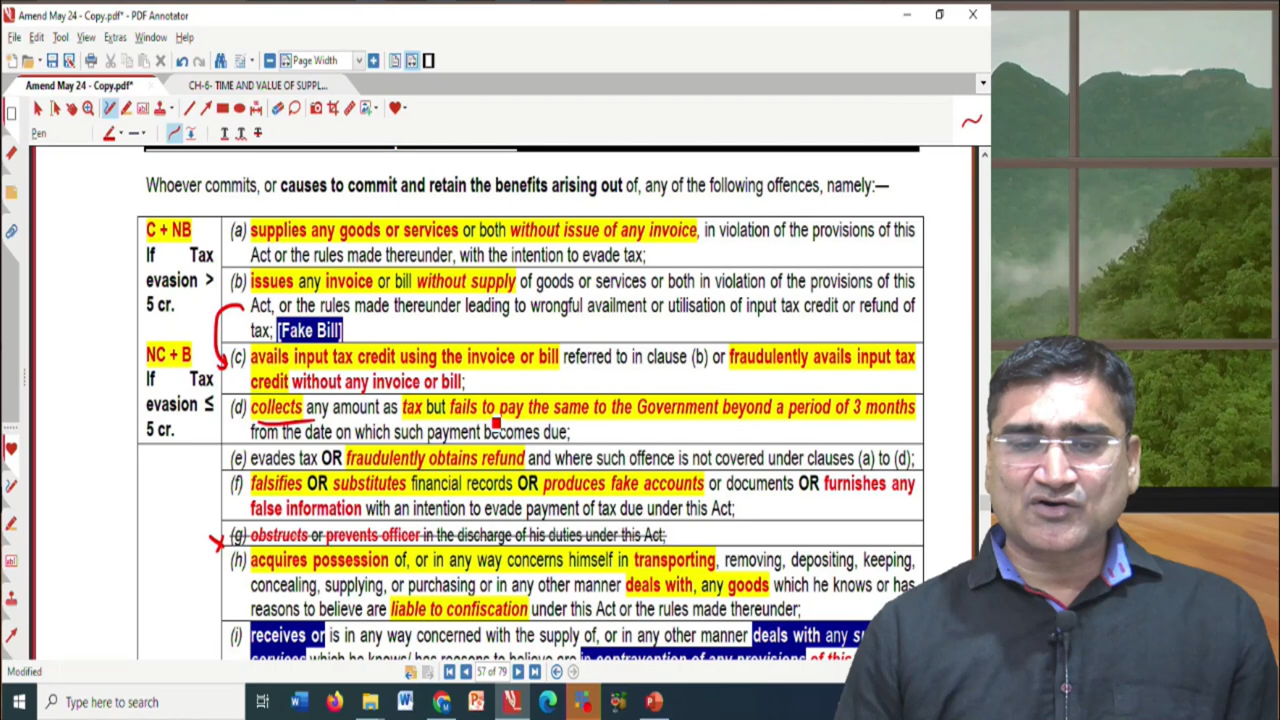 Amend May 24 - Copy.pdf* - PDF Annotator
File Edit Tool View Extras Window Help
Page Width
Amend May 24 - Copy.pdf*
CH-6- TIME AND VALUE OF SUPPL...
Pen
Whoever commits, or causes to commit and retain the benefits arising out of, any of the following offences, namely:—
C + NB
If Tax
evasion >
5 cr.
NC + B
If Tax
evasion ≤
5 cr.
(a) supplies any goods or services or both without issue of any invoice, in violation of the provisions of this
Act or the rules made thereunder, with the intention to evade tax;
(b) issues any invoice or bill without supply of goods or services or both in violation of the provisions of this
Act, or the rules made thereunder leading to wrongful availment or utilisation of input tax credit or refund of
tax; [Fake Bill]
(c) avails input tax credit using the invoice or bill referred to in clause (b) or fraudulently avails input tax
credit without any invoice or bill;
(d) collects any amount as tax but fails to pay the same to the Government beyond a period of 3 months
from the date on which such payment becomes due;
(e) evades tax OR fraudulently obtains refund and where such offence is not covered under clauses (a) to (d);
(f) falsifies OR substitutes financial records OR produces fake accounts or documents OR furnishes any
false information with an intention to evade payment of tax due under this Act;
(g) obstructs or prevents officer in the discharge of his duties under this Act;
(h) acquires possession of, or in any way concerns himself in transporting, removing, depositing, keeping,
concealing, supplying, or purchasing or in any other manner deals with, any goods which he knows or has
reasons to believe are liable to confiscation under this Act or the rules made thereunder;
(i) receives or is in any way concerned with the supply of, or in any other manner deals with any
services which he knows/ has reasons to believe are in contravention of any provisions of this
Modified
57 of 79
Type here to search